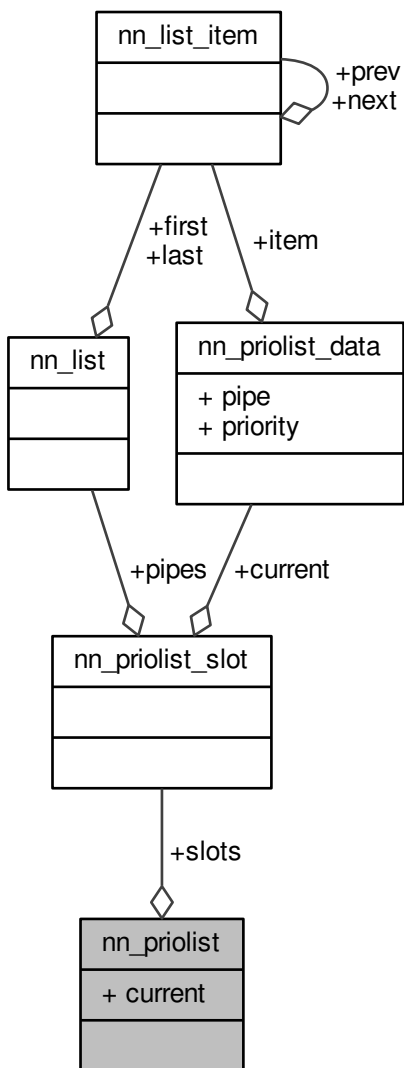 nn_list_item
+prev
+next
+first
+last
+item
nn_list
nn_priolist_data
+ pipe
+ priority
+pipes
+current
nn_priolist_slot
+slots
nn_priolist
+ current